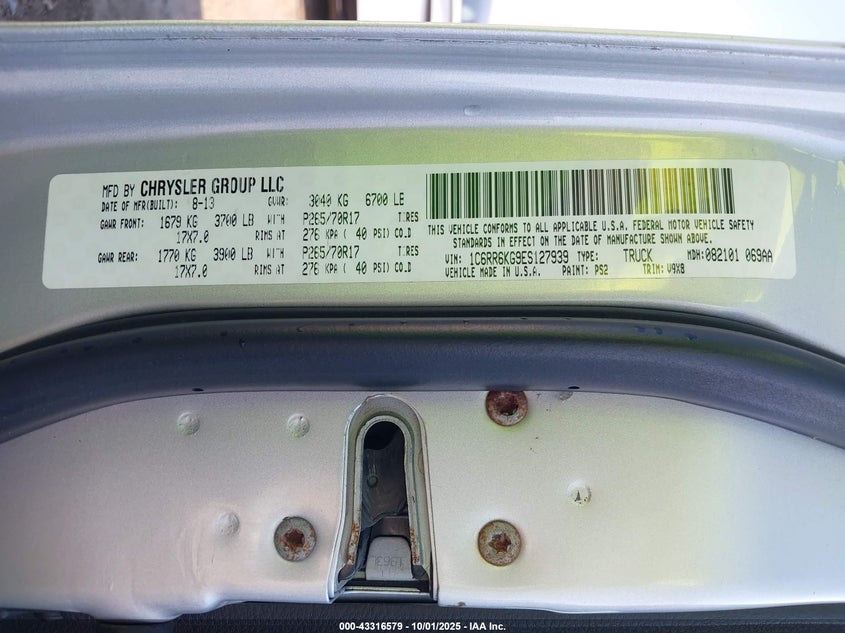 MFD BY CHRYSLER GROUP LLC
DATE OF MFR(BUILT): 8-13 GVWR: 3040 KG 6700 LB
GAWR FRONT: 1679 KG 3700 LB WITH P265/70R17 TIRES
17X7.0 RIMS AT 276 KPA ( 40 PSI) COLD
GAWR REAR: 1770 KG 3900 LB WITH P265/70R17 TIRES
17X7.0 RIMS AT 276 KPA ( 40 PSI) COLD
THIS VEHICLE CONFORMS TO ALL APPLICABLE U.S.A. FEDERAL MOTOR VEHICLE SAFETY
STANDARDS IN EFFECT ON THE DATE OF MANUFACTURE SHOWN ABOVE.
VIN: 1C6RR6KG9ES127939 TYPE: TRUCK MDH: 082101 069AA
VEHICLE MADE IN U.S.A. PAINT: PS2 TRIM: V9X8
000-43316579 - 10/01/2025 - IAA Inc.